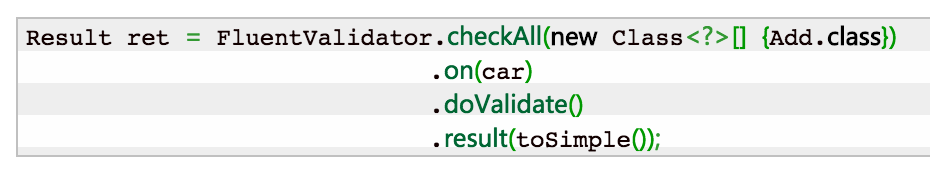 Result ret = FluentValidator.checkAll(new Class<?>[] {Add.class})
.on(car)
.doValidate()
.result(toSimple());